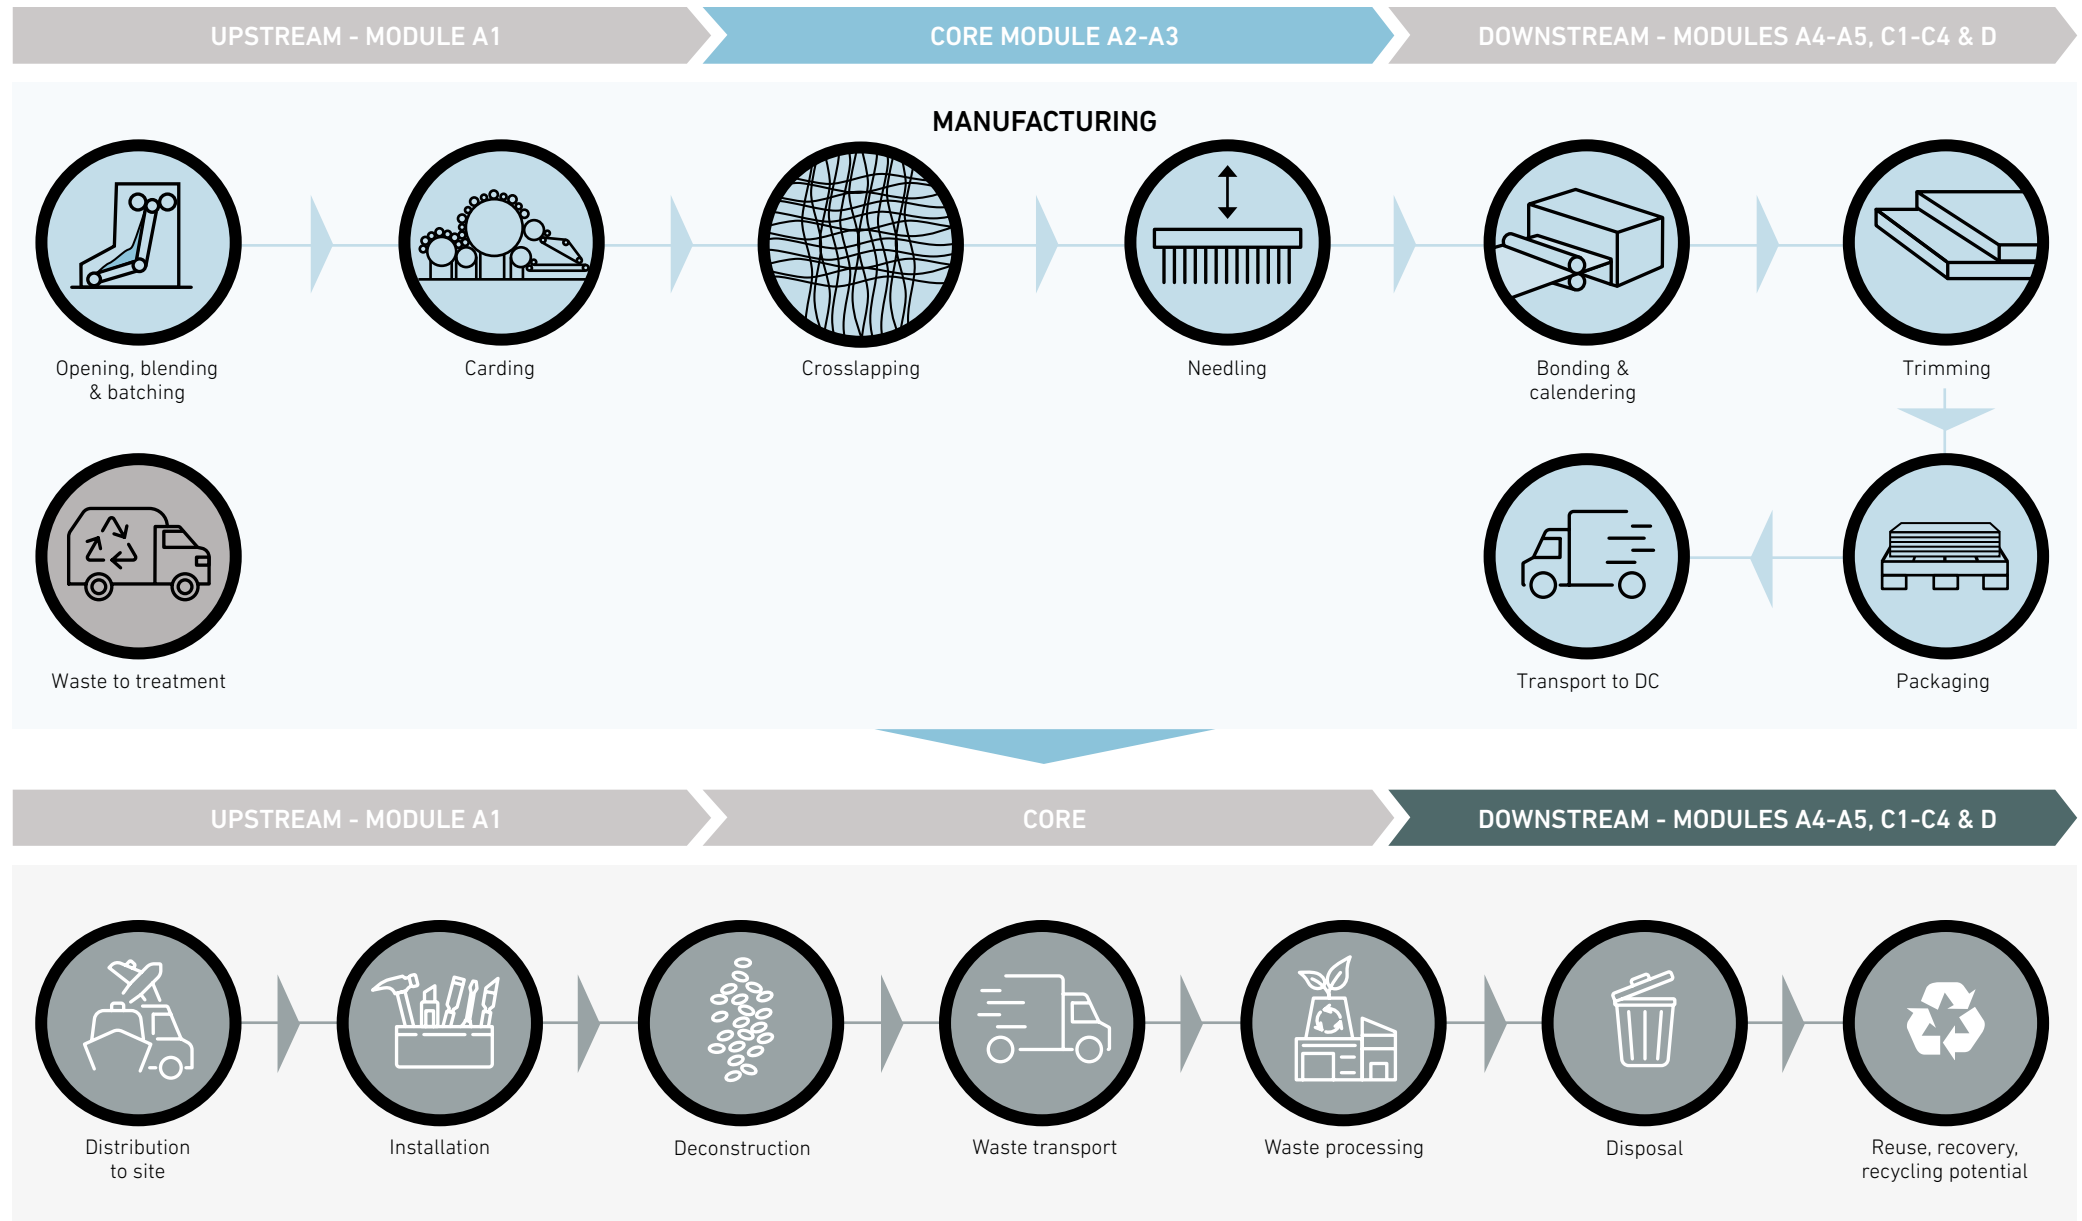 UPSTREAM - MODULE A1
CORE MODULE A2-A3
DOWNSTREAM - MODULES A4-A5, C1-C4 & D
MANUFACTURING
Opening, blending
& batching
Carding
Crosslapping
Needling
Bonding &
calendering
Trimming
Waste to treatment
Transport to DC
Packaging
UPSTREAM - MODULE A1
CORE
DOWNSTREAM - MODULES A4-A5, C1-C4 & D
Distribution
to site
Installation
Deconstruction
Waste transport
Waste processing
Disposal
Reuse, recovery,
recycling potential